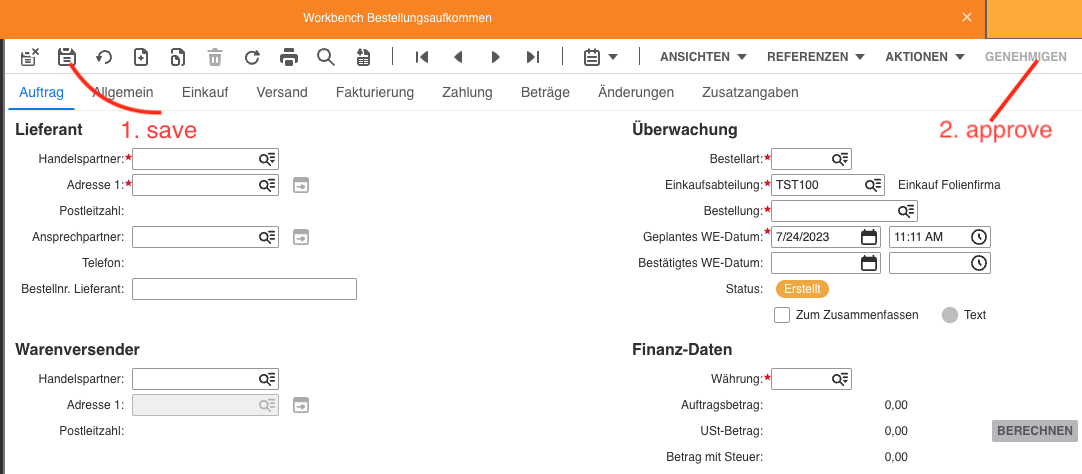 Workbench Bestellungsaufkommen
ANSICHTEN REFERENZEN AKTIONEN GENEHMIGEN
Auftrag Allgemein Einkauf Versand Fakturierung Zahlung Beträge Änderungen Zusatzangaben
1. save
2. approve
Lieferant
Handelspartner:*
Adresse 1:*
Postleitzahl:
Ansprechpartner:
Telefon:
Bestellnr. Lieferant:
Überwachung
Bestellart:*
Einkaufsabteilung:* TST100 Einkauf Folienfirma
Bestellung:*
Geplantes WE-Datum:* 7/24/2023 11:11 AM
Bestätigtes WE-Datum:
Status: Erstellt
Zum Zusammenfassen Text
Warenversender
Handelspartner:
Adresse 1:
Postleitzahl:
Finanz-Daten
Währung:*
Auftragsbetrag: 0,00
USt-Betrag: 0,00 BERECHNEN
Betrag mit Steuer: 0,00